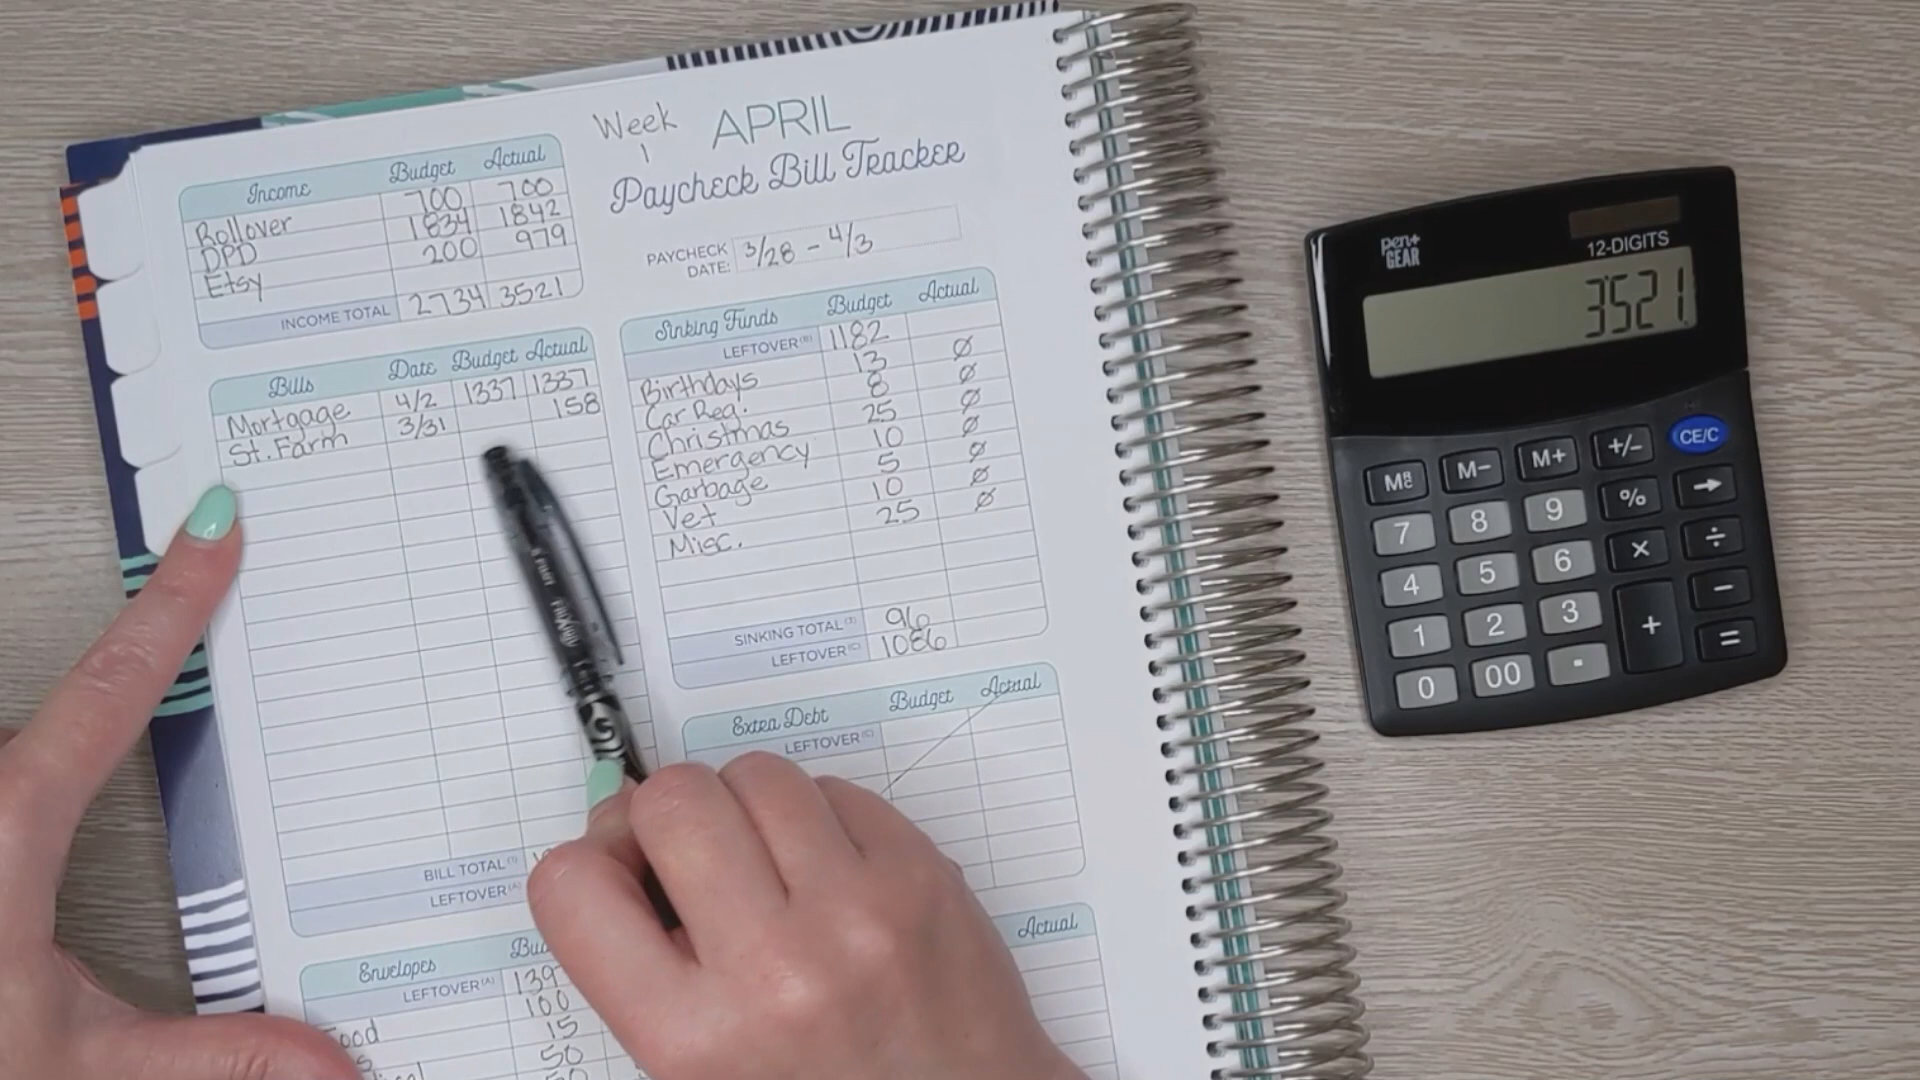 Week 1 APRIL
Paycheck Bill Tracker
PAYCHECK DATE: 3/28 - 4/3
Income Budget Actual
Rollover 700 700
DPD 1834 1842
Etsy 200 979
INCOME TOTAL 2734 3521
Bills Date Budget Actual
Mortgage 4/2 1337 1337
St. Farm 3/31 158
BILL TOTAL (1)
LEFTOVER (A)
Envelopes
LEFTOVER (A) 139
Food 100
15
50
Sinking Funds Budget Actual
LEFTOVER (B) 1182
Birthdays 13 Ø
Car Reg. 8 Ø
Christmas 25 Ø
Emergency 10 Ø
Garbage 5 Ø
Vet 10 Ø
Misc. 25 Ø
SINKING TOTAL (3) 96
LEFTOVER (C) 1086
Extra Debt Budget Actual
LEFTOVER (C)
Actual
pen+ GEAR
12-DIGITS
3521
M- M+ +/- CE/C
7 8 9 % →
4 5 6 × ÷
1 2 3 + −
0 00 . =